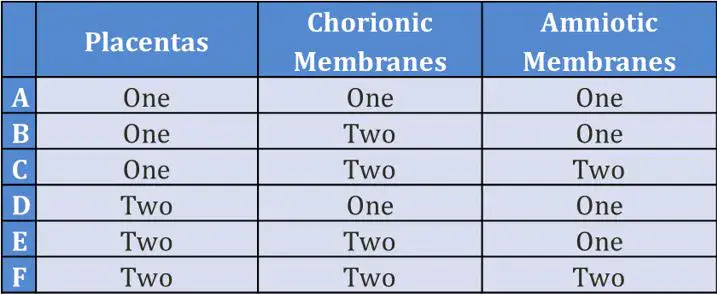 Placentas Chorionic Membranes Amniotic Membranes
A One One One
B One Two One
C One Two Two
D Two One One
E Two Two One
F Two Two Two